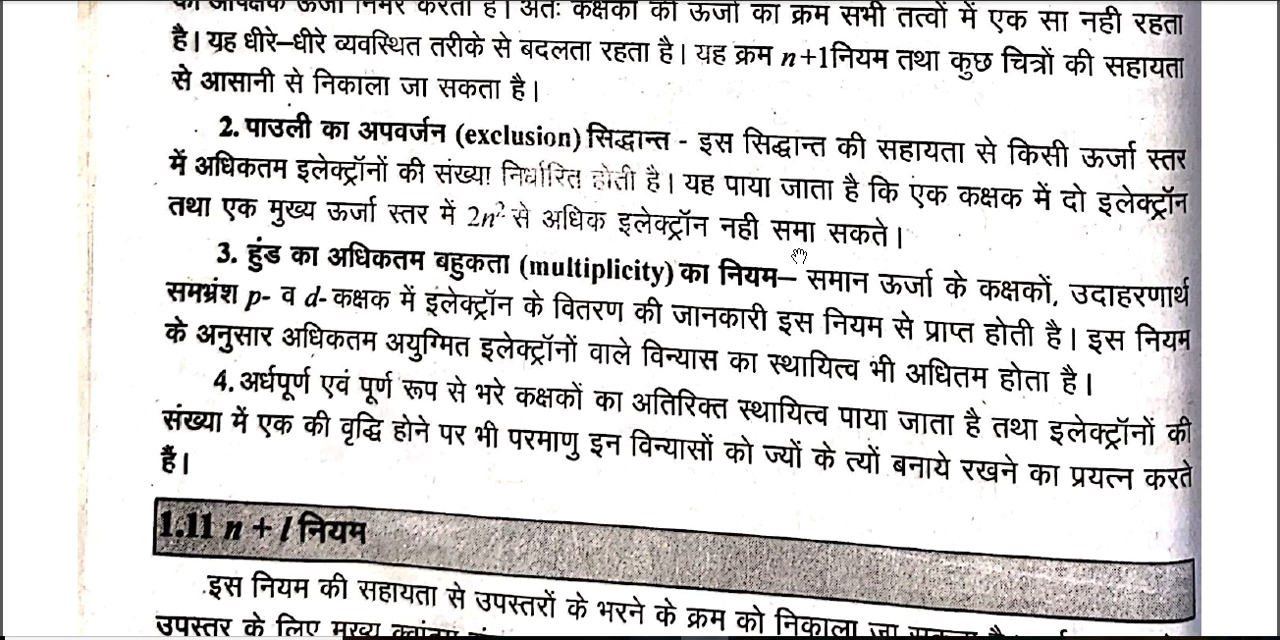 की आपेक्षिक ऊर्जा निर्भर करती है। अतः कक्षकों की ऊर्जा का क्रम सभी तत्वों में एक सा नही रहता
है। यह धीरे–धीरे व्यवस्थित तरीके से बदलता रहता है। यह क्रम n+1नियम तथा कुछ चित्रों की सहायता
से आसानी से निकाला जा सकता है।
2. पाउली का अपवर्जन (exclusion) सिद्धान्त - इस सिद्धान्त की सहायता से किसी ऊर्जा स्तर
में अधिकतम इलेक्ट्रॉनों की संख्या निर्धारित होती है। यह पाया जाता है कि एक कक्षक में दो इलेक्ट्रॉन
तथा एक मुख्य ऊर्जा स्तर में 2n² से अधिक इलेक्ट्रॉन नही समा सकते।
3. हुंड का अधिकतम बहुकता (multiplicity) का नियम– समान ऊर्जा के कक्षकों, उदाहरणार्थ
समभ्रंश p- व d- कक्षक में इलेक्ट्रॉन के वितरण की जानकारी इस नियम से प्राप्त होती है। इस नियम
के अनुसार अधिकतम अयुग्मित इलेक्ट्रॉनों वाले विन्यास का स्थायित्व भी अधितम होता है।
4. अर्धपूर्ण एवं पूर्ण रूप से भरे कक्षकों का अतिरिक्त स्थायित्व पाया जाता है तथा इलेक्ट्रॉनों की
संख्या में एक की वृद्धि होने पर भी परमाणु इन विन्यासों को ज्यों के त्यों बनाये रखने का प्रयत्न करते
है।
1.11 n + l नियम
इस नियम की सहायता से उपस्तरों के भरने के क्रम को निकाला जा सकता है।
उपस्तर के लिए मुख्य क्वांटम